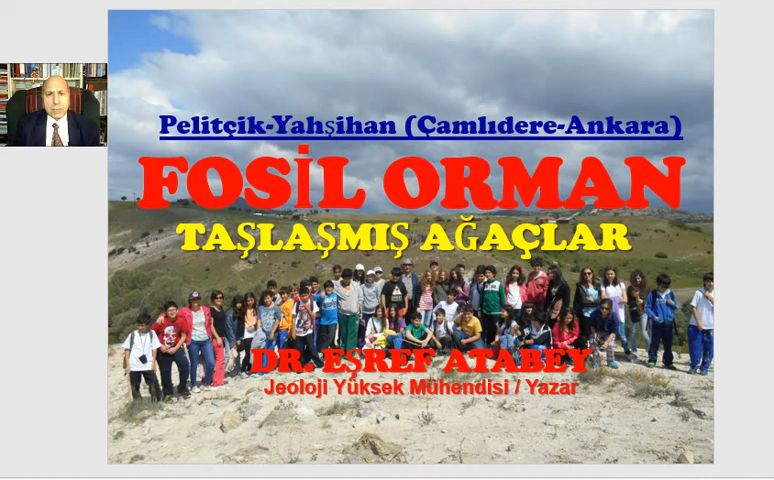 Pelitçik-Yahşihan (Çamlıdere-Ankara)
FOSİL ORMAN
TAŞLAŞMIŞ AĞAÇLAR
DR. EŞREF ATABEY
Jeoloji Yüksek Mühendisi / Yazar